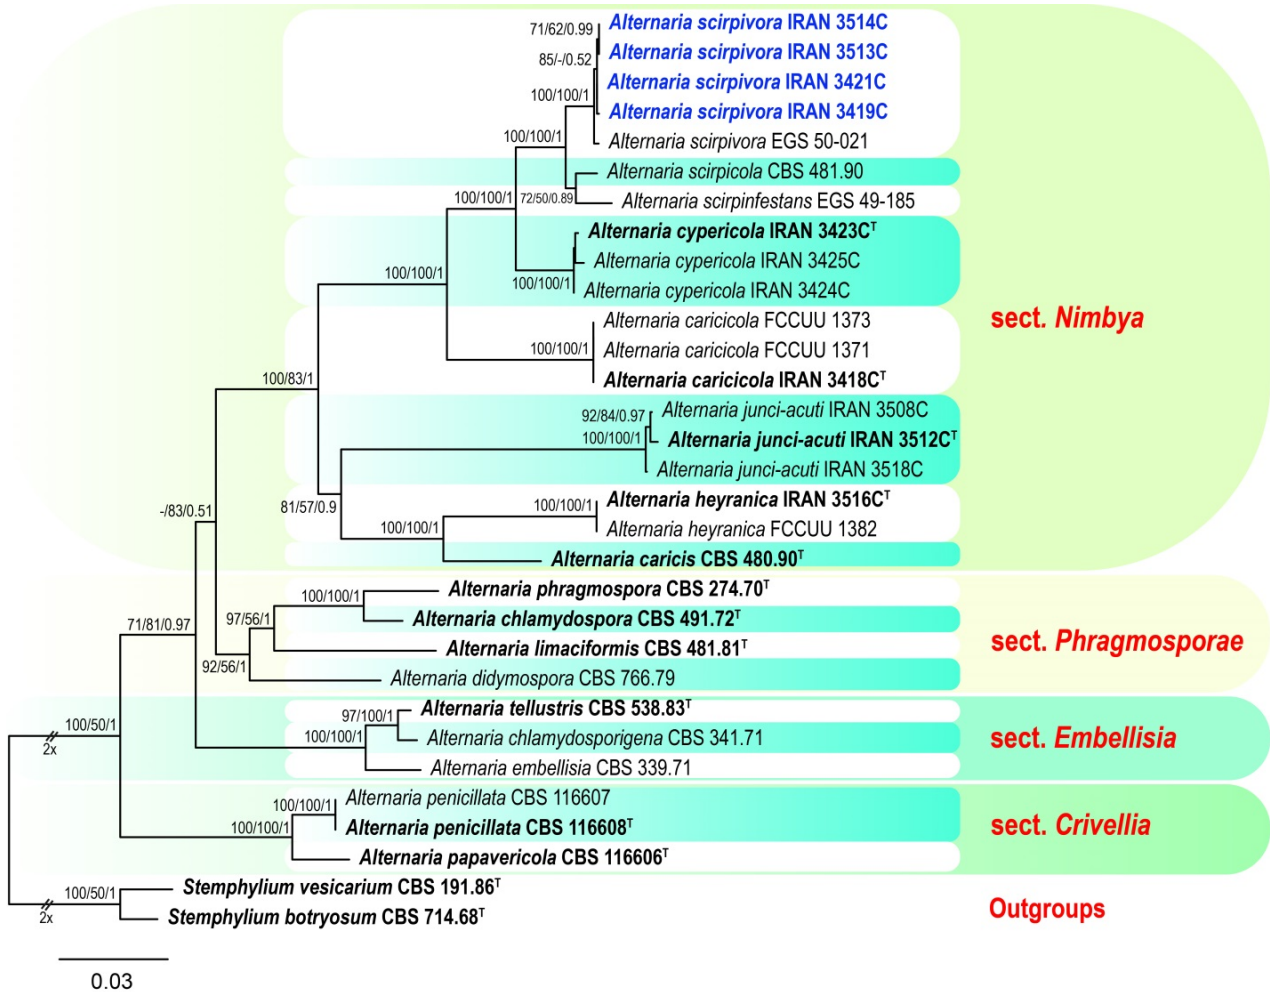 71/62/0.99
Alternaria scirpivora IRAN 3514C
Alternaria scirpivora IRAN 3513C
85/-/0.52
Alternaria scirpivora IRAN 3421C
100/100/1
Alternaria scirpivora IRAN 3419C
100/100/1
Alternaria scirpivora EGS 50-021
Alternaria scirpicola CBS 481.90
100/100/1
72/50/0.89
Alternaria scirpinfestans EGS 49-185
Alternaria cypericola IRAN 3423Cᵀ
Alternaria cypericola IRAN 3425C
100/100/1
100/100/1
Alternaria cypericola IRAN 3424C
Alternaria caricicola FCCUU 1373
sect. Nimbya
100/100/1
Alternaria caricicola FCCUU 1371
100/83/1
Alternaria caricicola IRAN 3418Cᵀ
92/84/0.97
Alternaria junci-acuti IRAN 3508C
100/100/1
Alternaria junci-acuti IRAN 3512Cᵀ
Alternaria junci-acuti IRAN 3518C
81/57/0.9
Alternaria heyranica IRAN 3516Cᵀ
-/83/0.51
100/100/1
100/100/1
Alternaria heyranica FCCUU 1382
Alternaria caricis CBS 480.90ᵀ
Alternaria phragmospora CBS 274.70ᵀ
100/100/1
97/56/1
Alternaria chlamydospora CBS 491.72ᵀ
71/81/0.97
sect. Phragmosporae
Alternaria limaciformis CBS 481.81ᵀ
92/56/1
Alternaria didymospora CBS 766.79
Alternaria tellustris CBS 538.83ᵀ
97/100/1
100/50/1
2x
100/100/1
Alternaria chlamydosporigena CBS 341.71
sect. Embellisia
Alternaria embellisia CBS 339.71
Alternaria penicillata CBS 116607
100/100/1
100/100/1
Alternaria penicillata CBS 116608ᵀ
sect. Crivellia
Alternaria papavericola CBS 116606ᵀ
100/50/1
2x
Stemphylium vesicarium CBS 191.86ᵀ
Outgroups
Stemphylium botryosum CBS 714.68ᵀ
0.03